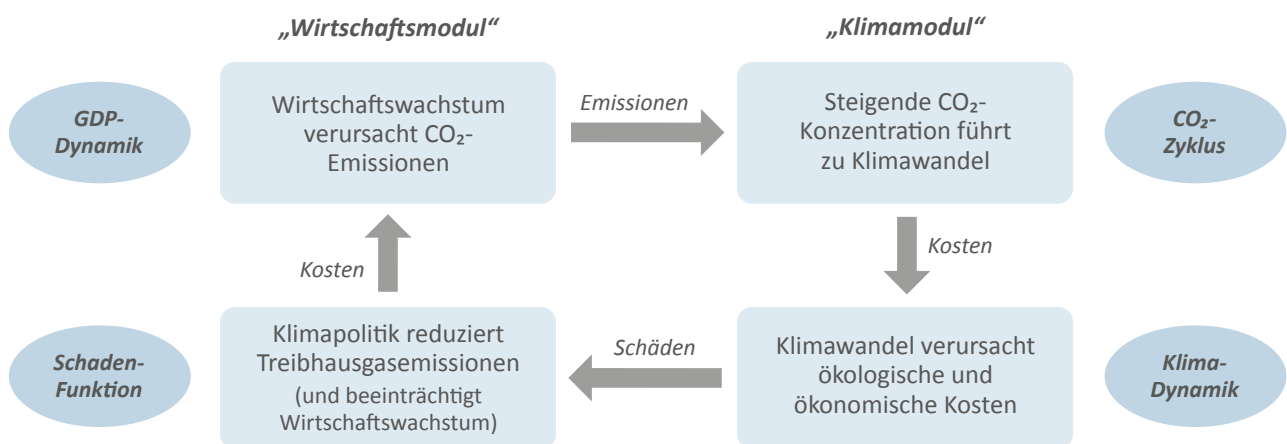 „Wirtschaftsmodul“
„Klimamodul“
GDP-
Dynamik
Wirtschaftswachstum
verursacht CO₂-
Emissionen
Emissionen
Steigende CO₂-
Konzentration führt
zu Klimawandel
CO₂-
Zyklus
Kosten
Kosten
Schaden-
Funktion
Klimapolitik reduziert
Treibhausgasemissionen
(und beeinträchtigt
Wirtschaftswachstum)
Schäden
Klimawandel verursacht
ökologische und
ökonomische Kosten
Klima-
Dynamik